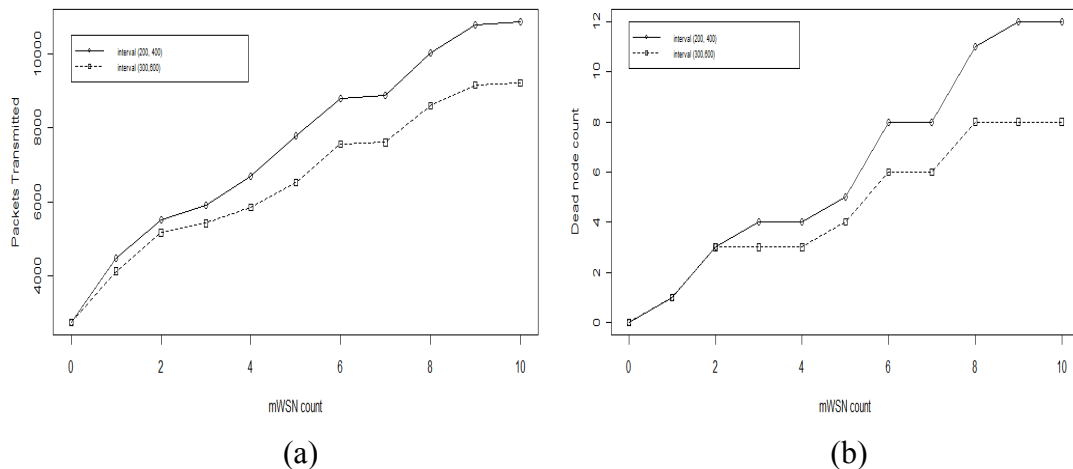 Packets Transmitted
4000
6000
8000
10000
interval (200, 400)
interval (300,600)
0
2
4
6
8
10
mWSN count
(a)
Dead node count
0
2
4
6
8
10
12
interval (200, 400)
interval (300,600)
0
2
4
6
8
10
mWSN count
(b)